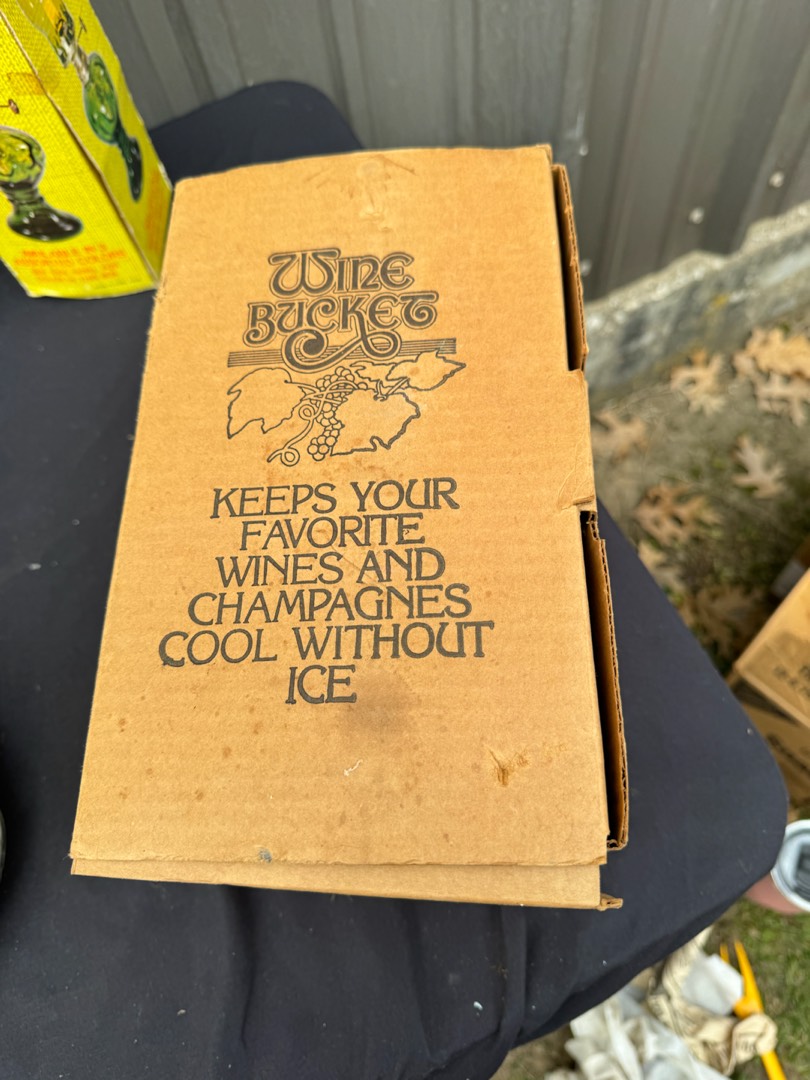 WINE
BUCKET
KEEPS YOUR
FAVORITE
WINES AND
CHAMPAGNES
COOL WITHOUT
ICE